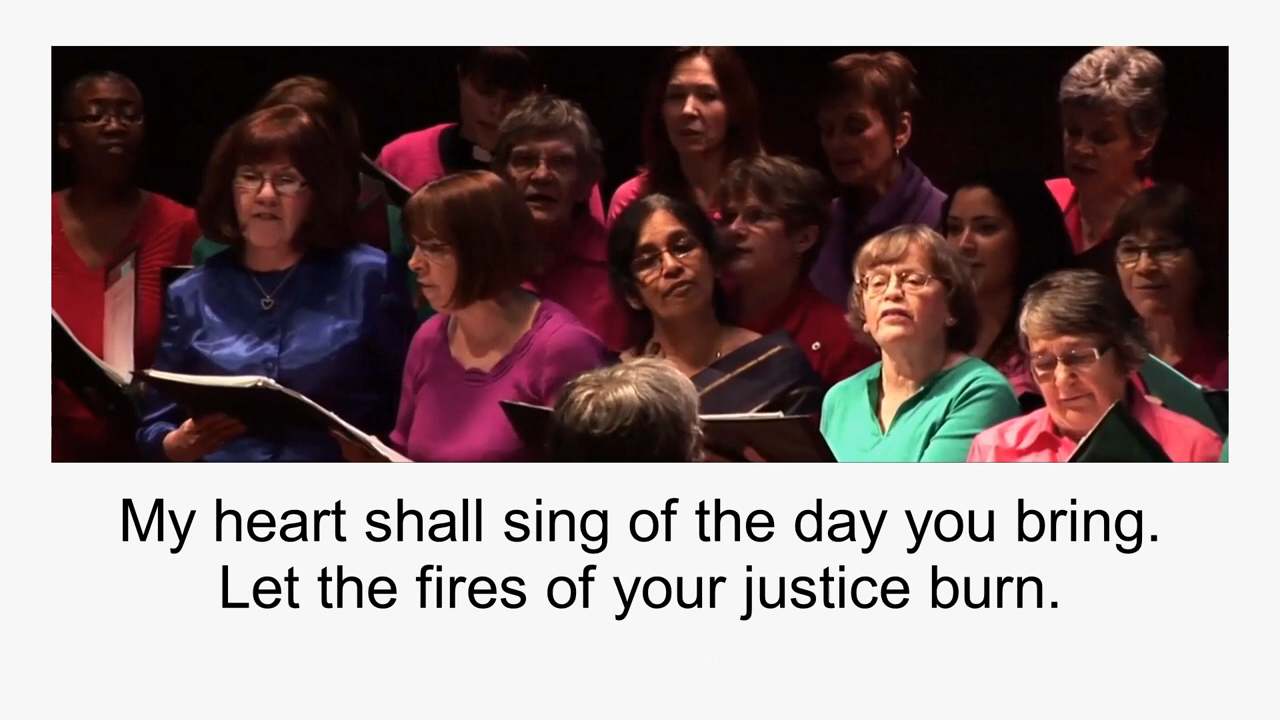 My heart shall sing of the day you bring.
Let the fires of your justice burn.